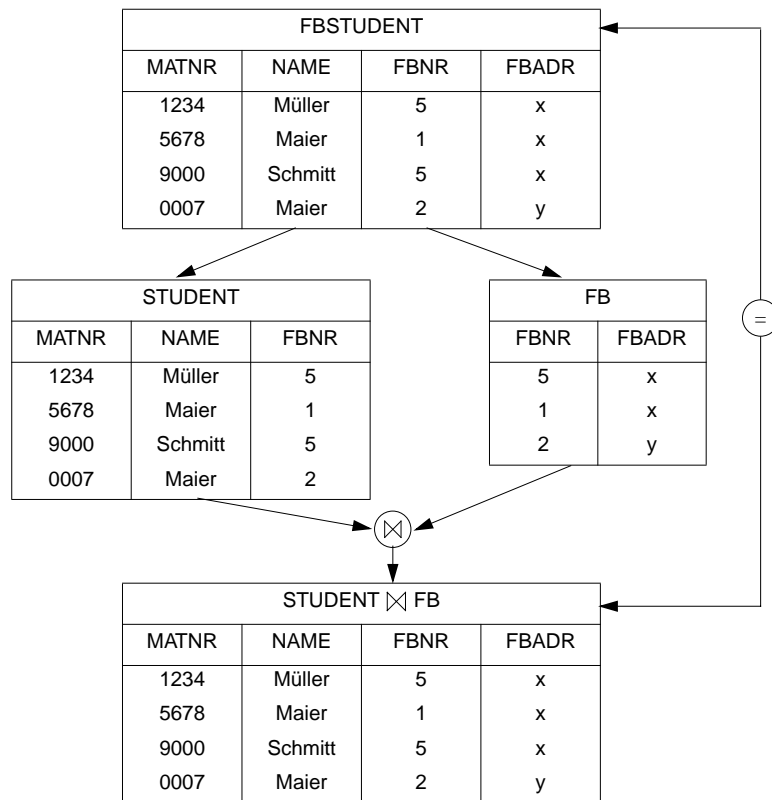 FBSTUDENT
MATNR NAME FBNR FBADR
1234 Müller 5 x
5678 Maier 1 x
9000 Schmitt 5 x
0007 Maier 2 y
STUDENT
MATNR NAME FBNR
1234 Müller 5
5678 Maier 1
9000 Schmitt 5
0007 Maier 2
FB
FBNR FBADR
5 x
1 x
2 y
=
⋈
STUDENT ⋈ FB
MATNR NAME FBNR FBADR
1234 Müller 5 x
5678 Maier 1 x
9000 Schmitt 5 x
0007 Maier 2 y